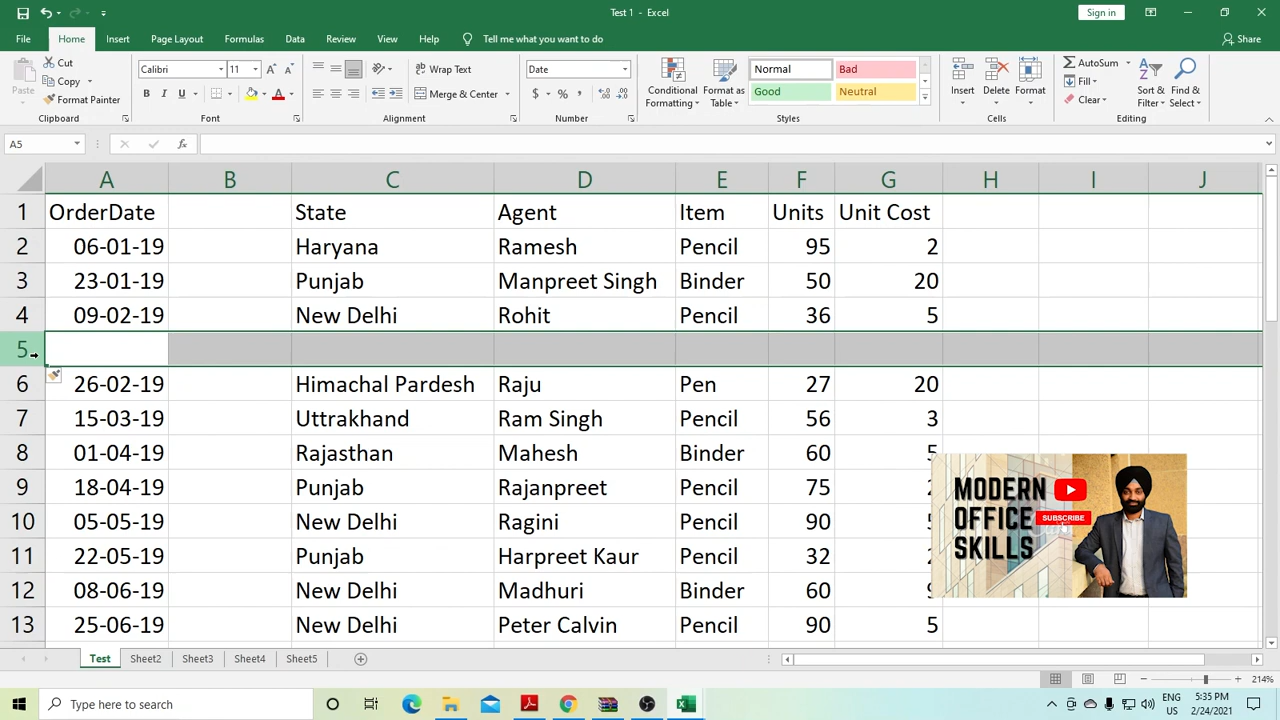 Test 1 - Excel
Sign in
File Home Insert Page Layout Formulas Data Review View Help Tell me what you want to do Share
Paste Cut Copy Format Painter Clipboard
Calibri 11 B I U Font
Wrap Text Merge & Center Alignment
Date $ % , Number
Conditional Formatting Format as Table Normal Bad Good Neutral Styles
Insert Delete Format Cells
AutoSum Fill Clear Sort & Filter Find & Select Editing
A5 fx
A B C D E F G H I J
1 OrderDate State Agent Item Units Unit Cost
2 06-01-19 Haryana Ramesh Pencil 95 2
3 23-01-19 Punjab Manpreet Singh Binder 50 20
4 09-02-19 New Delhi Rohit Pencil 36 5
5
6 26-02-19 Himachal Pardesh Raju Pen 27 20
7 15-03-19 Uttrakhand Ram Singh Pencil 56 3
8 01-04-19 Rajasthan Mahesh Binder 60 5
9 18-04-19 Punjab Rajanpreet Pencil 75
10 05-05-19 New Delhi Ragini Pencil 90
11 22-05-19 Punjab Harpreet Kaur Pencil 32
12 08-06-19 New Delhi Madhuri Binder 60
13 25-06-19 New Delhi Peter Calvin Pencil 90 5
MODERN
OFFICE
SKILLS
SUBSCRIBE
Test Sheet2 Sheet3 Sheet4 Sheet5
214%
Type here to search
ENG
US
5:35 PM
2/24/2021